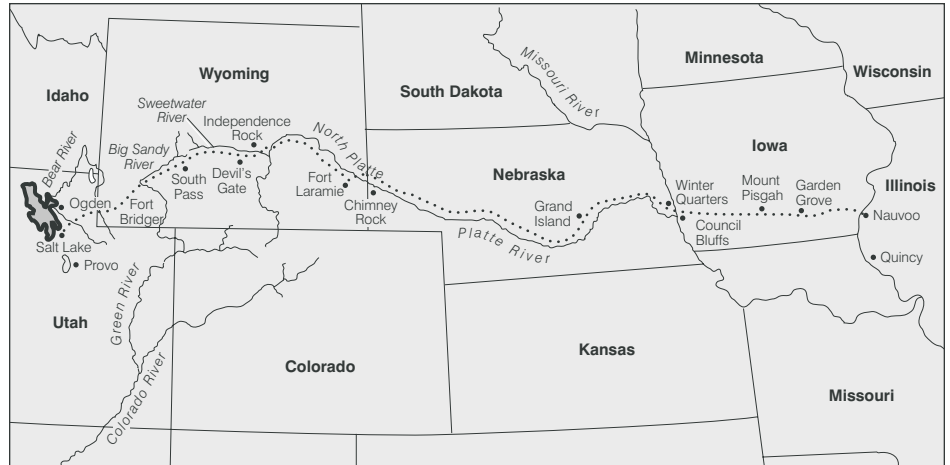 Minnesota
Wisconsin
Wyoming
South Dakota
Missouri River
Idaho
Sweetwater
River
Independence
Rock
North Platte
Iowa
Bear River
Big Sandy
River
South
Pass
Devil's
Gate
Fort
Laramie
Chimney
Rock
Nebraska
Winter
Quarters
Mount
Pisgah
Garden
Grove
Illinois
Ogden
Fort
Bridger
Grand
Island
Council
Bluffs
Nauvoo
Salt Lake
Platte River
Quincy
Provo
Green River
Utah
Colorado
Kansas
Missouri
Colorado River